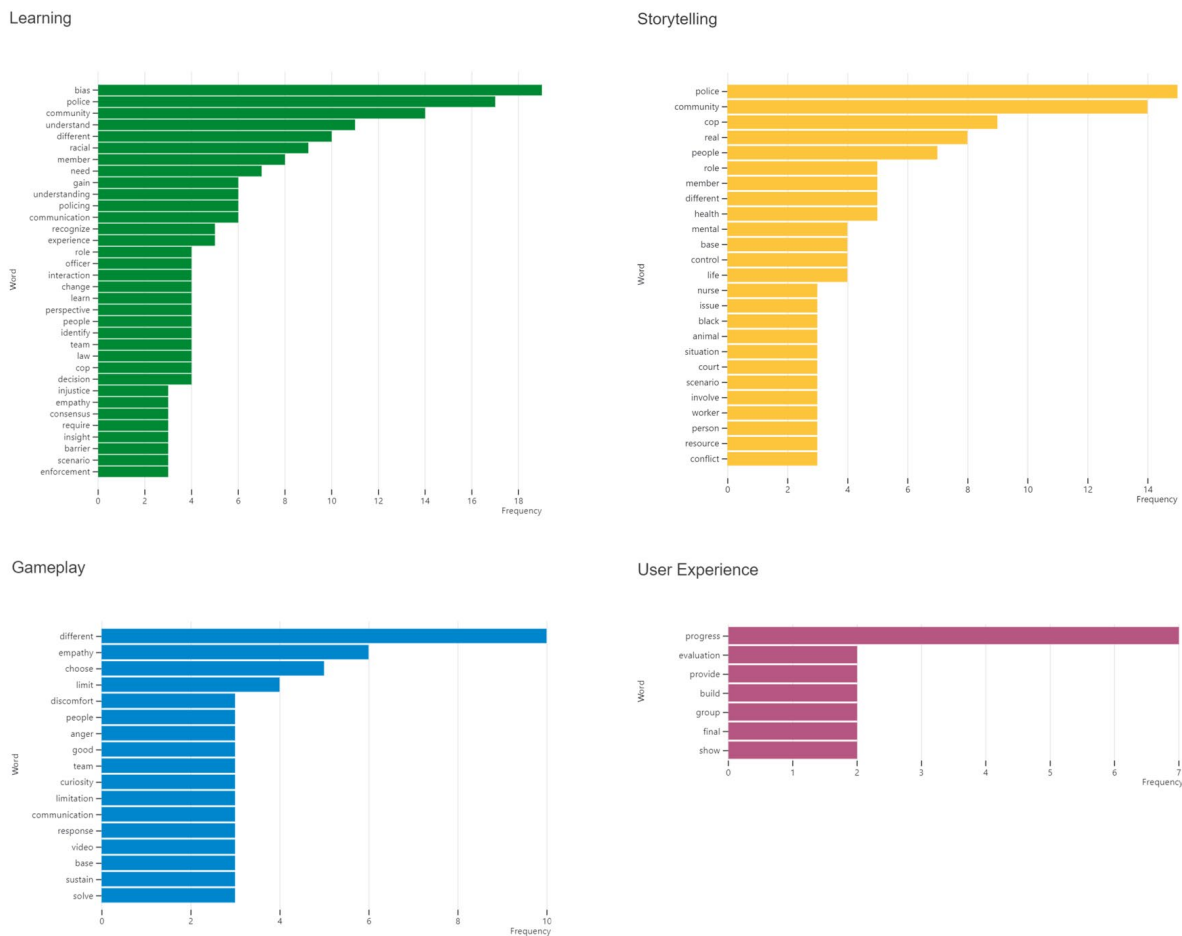 Learning
Word
bias
police
community
understand
different
racial
member
need
gain
understanding
policing
communication
recognize
experience
role
officer
interaction
change
learn
perspective
people
identify
team
law
cop
decision
injustice
empathy
consensus
require
insight
barrier
scenario
enforcement
0 2 4 6 8 10 12 14 16 18
Frequency
Storytelling
Word
police
community
cop
real
people
role
member
different
health
mental
base
control
life
nurse
issue
black
animal
situation
court
scenario
involve
worker
person
resource
conflict
0 2 4 6 8 10 12 14
Frequency
Gameplay
Word
different
empathy
choose
limit
discomfort
people
anger
good
team
curiosity
limitation
communication
response
video
base
sustain
solve
0 2 4 6 8 10
Frequency
User Experience
Word
progress
evaluation
provide
build
group
final
show
0 1 2 3 4 5 6 7
Frequency